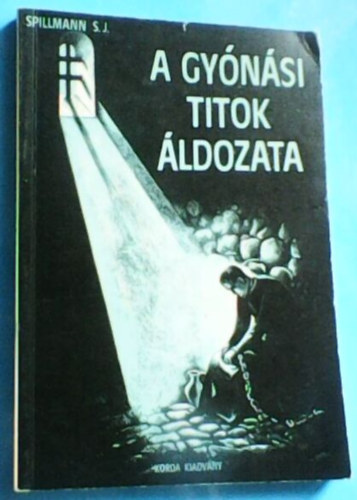 SPILLMANN S.J.
A GYÓNÁSI
TITOK
ÁLDOZATA
KORDA KIADVÁNY